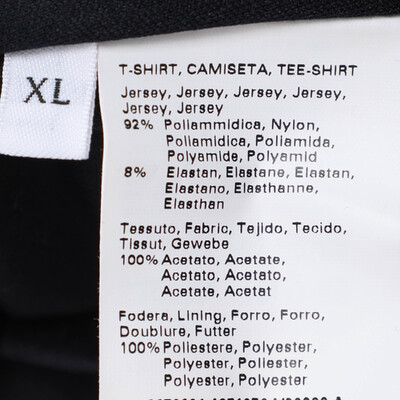 XL
T-SHIRT, CAMISETA, TEE-SHIRT
Jersey, Jersey, Jersey, Jersey,
Jersey, Jersey
92% Poliammidica, Nylon,
Poliamidica, Poliamida,
Polyamide, Polyamid
8% Elastan, Elastane, Elastan,
Elastano, Elasthanne,
Elasthan
Tessuto, Fabric, Tejido, Tecido,
Tissut, Gewebe
100% Acetato, Acetate,
Acetato, Acetato,
Acetate, Acetat
Fodera, Lining, Forro, Forro,
Doublure, Futter
100% Poliestere, Polyester,
Poliester, Poliester,
Polyester, Polyester